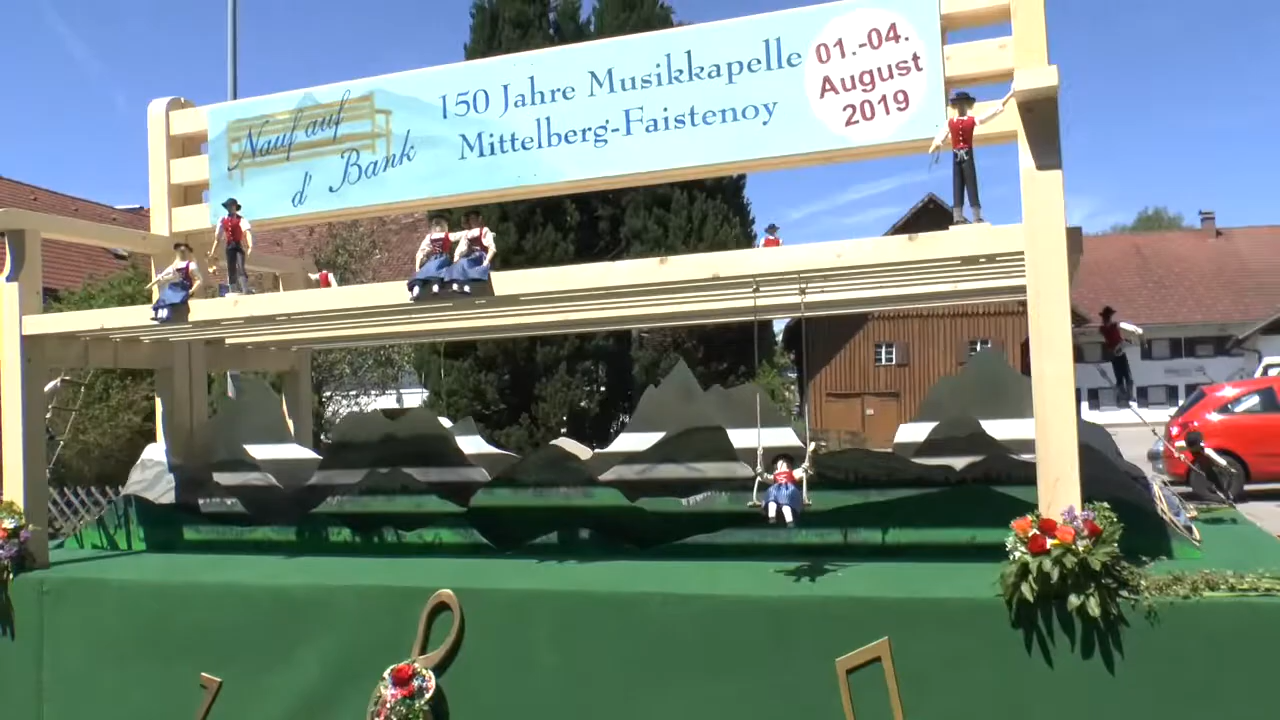 Nauf auf
d' Bank
150 Jahre Musikkapelle
Mittelberg-Faistenoy
01.-04.
August
2019